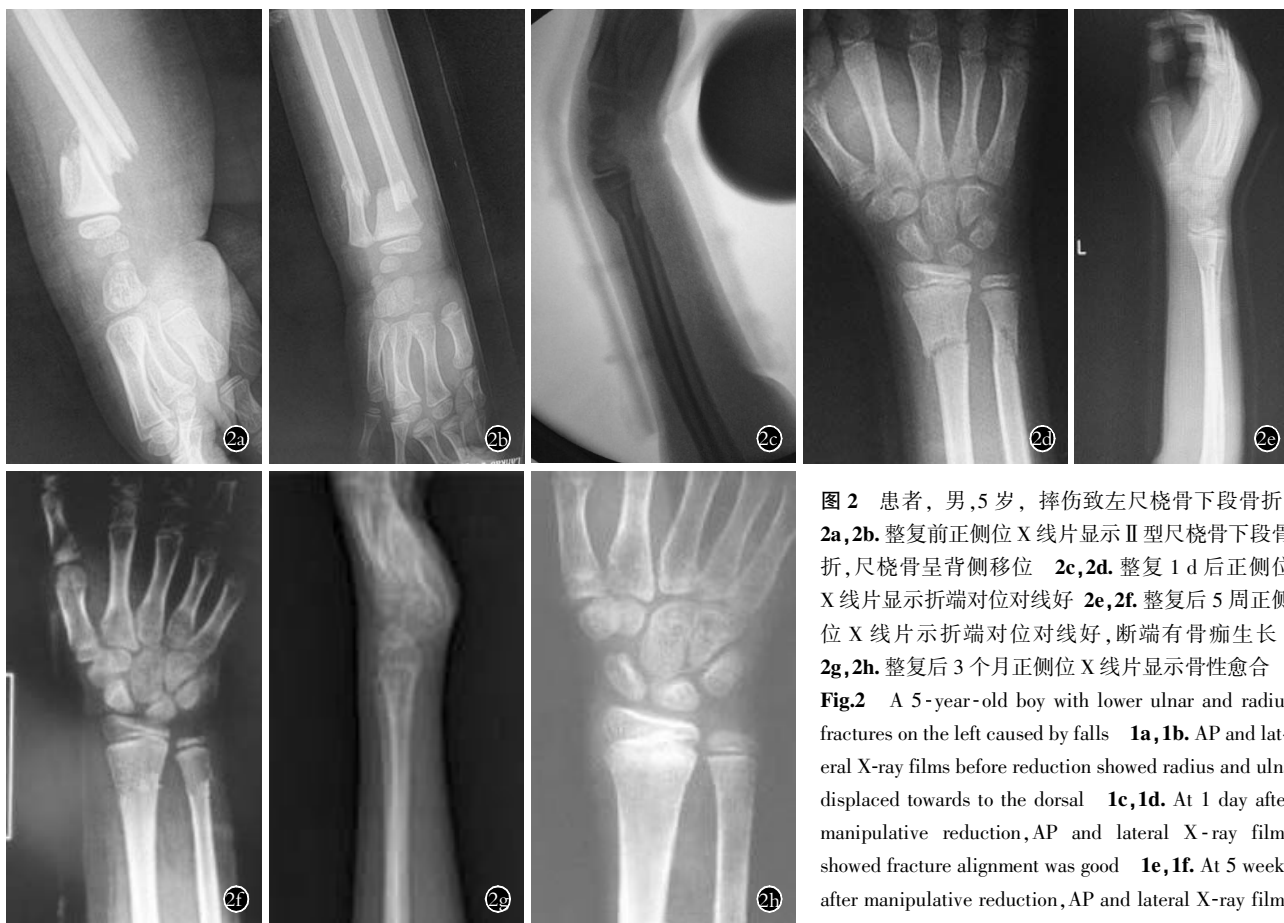 2a
2b
2c
2d
L
2e
2f
2g
2h
图 2 患者, 男,5 岁, 摔伤致左尺桡骨下段骨折
2a,2b. 整复前正侧位 X 线片显示 Ⅱ 型尺桡骨下段骨
折,尺桡骨呈背侧移位 2c,2d. 整复 1 d 后正侧位
X 线片显示折端对位对线好 2e,2f. 整复后 5 周正侧
位 X 线片示折端对位对线好,断端有骨痂生长
2g,2h. 整复后 3 个月正侧位 X 线片显示骨性愈合
Fig.2 A 5-year-old boy with lower ulnar and radiu
fractures on the left caused by falls 1a,1b. AP and lat-
eral X-ray films before reduction showed radius and uln
displaced towards to the dorsal 1c,1d. At 1 day afte
manipulative reduction,AP and lateral X-ray film
showed fracture alignment was good 1e,1f. At 5 week
after manipulative reduction,AP and lateral X-ray film